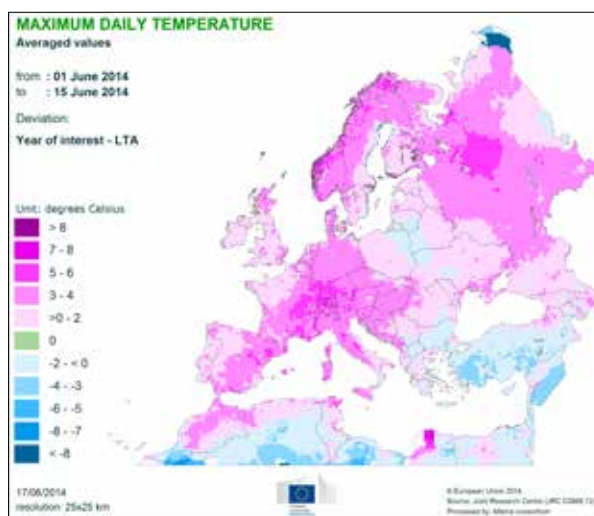 MAXIMUM DAILY TEMPERATURE
Averaged values
from : 01 June 2014
to : 15 June 2014
Deviation:
Year of interest - LTA
Unit: degrees Celsius
> 8
7 - 8
5 - 6
3 - 4
>0 - 2
0
-2 - < 0
-4 - -3
-6 - -5
-8 - -7
< -8
17/06/2014
resolution: 25x25 km
© European Union 2014
Source: Joint Research Centre (JRC
Processed by: Alterra consortium